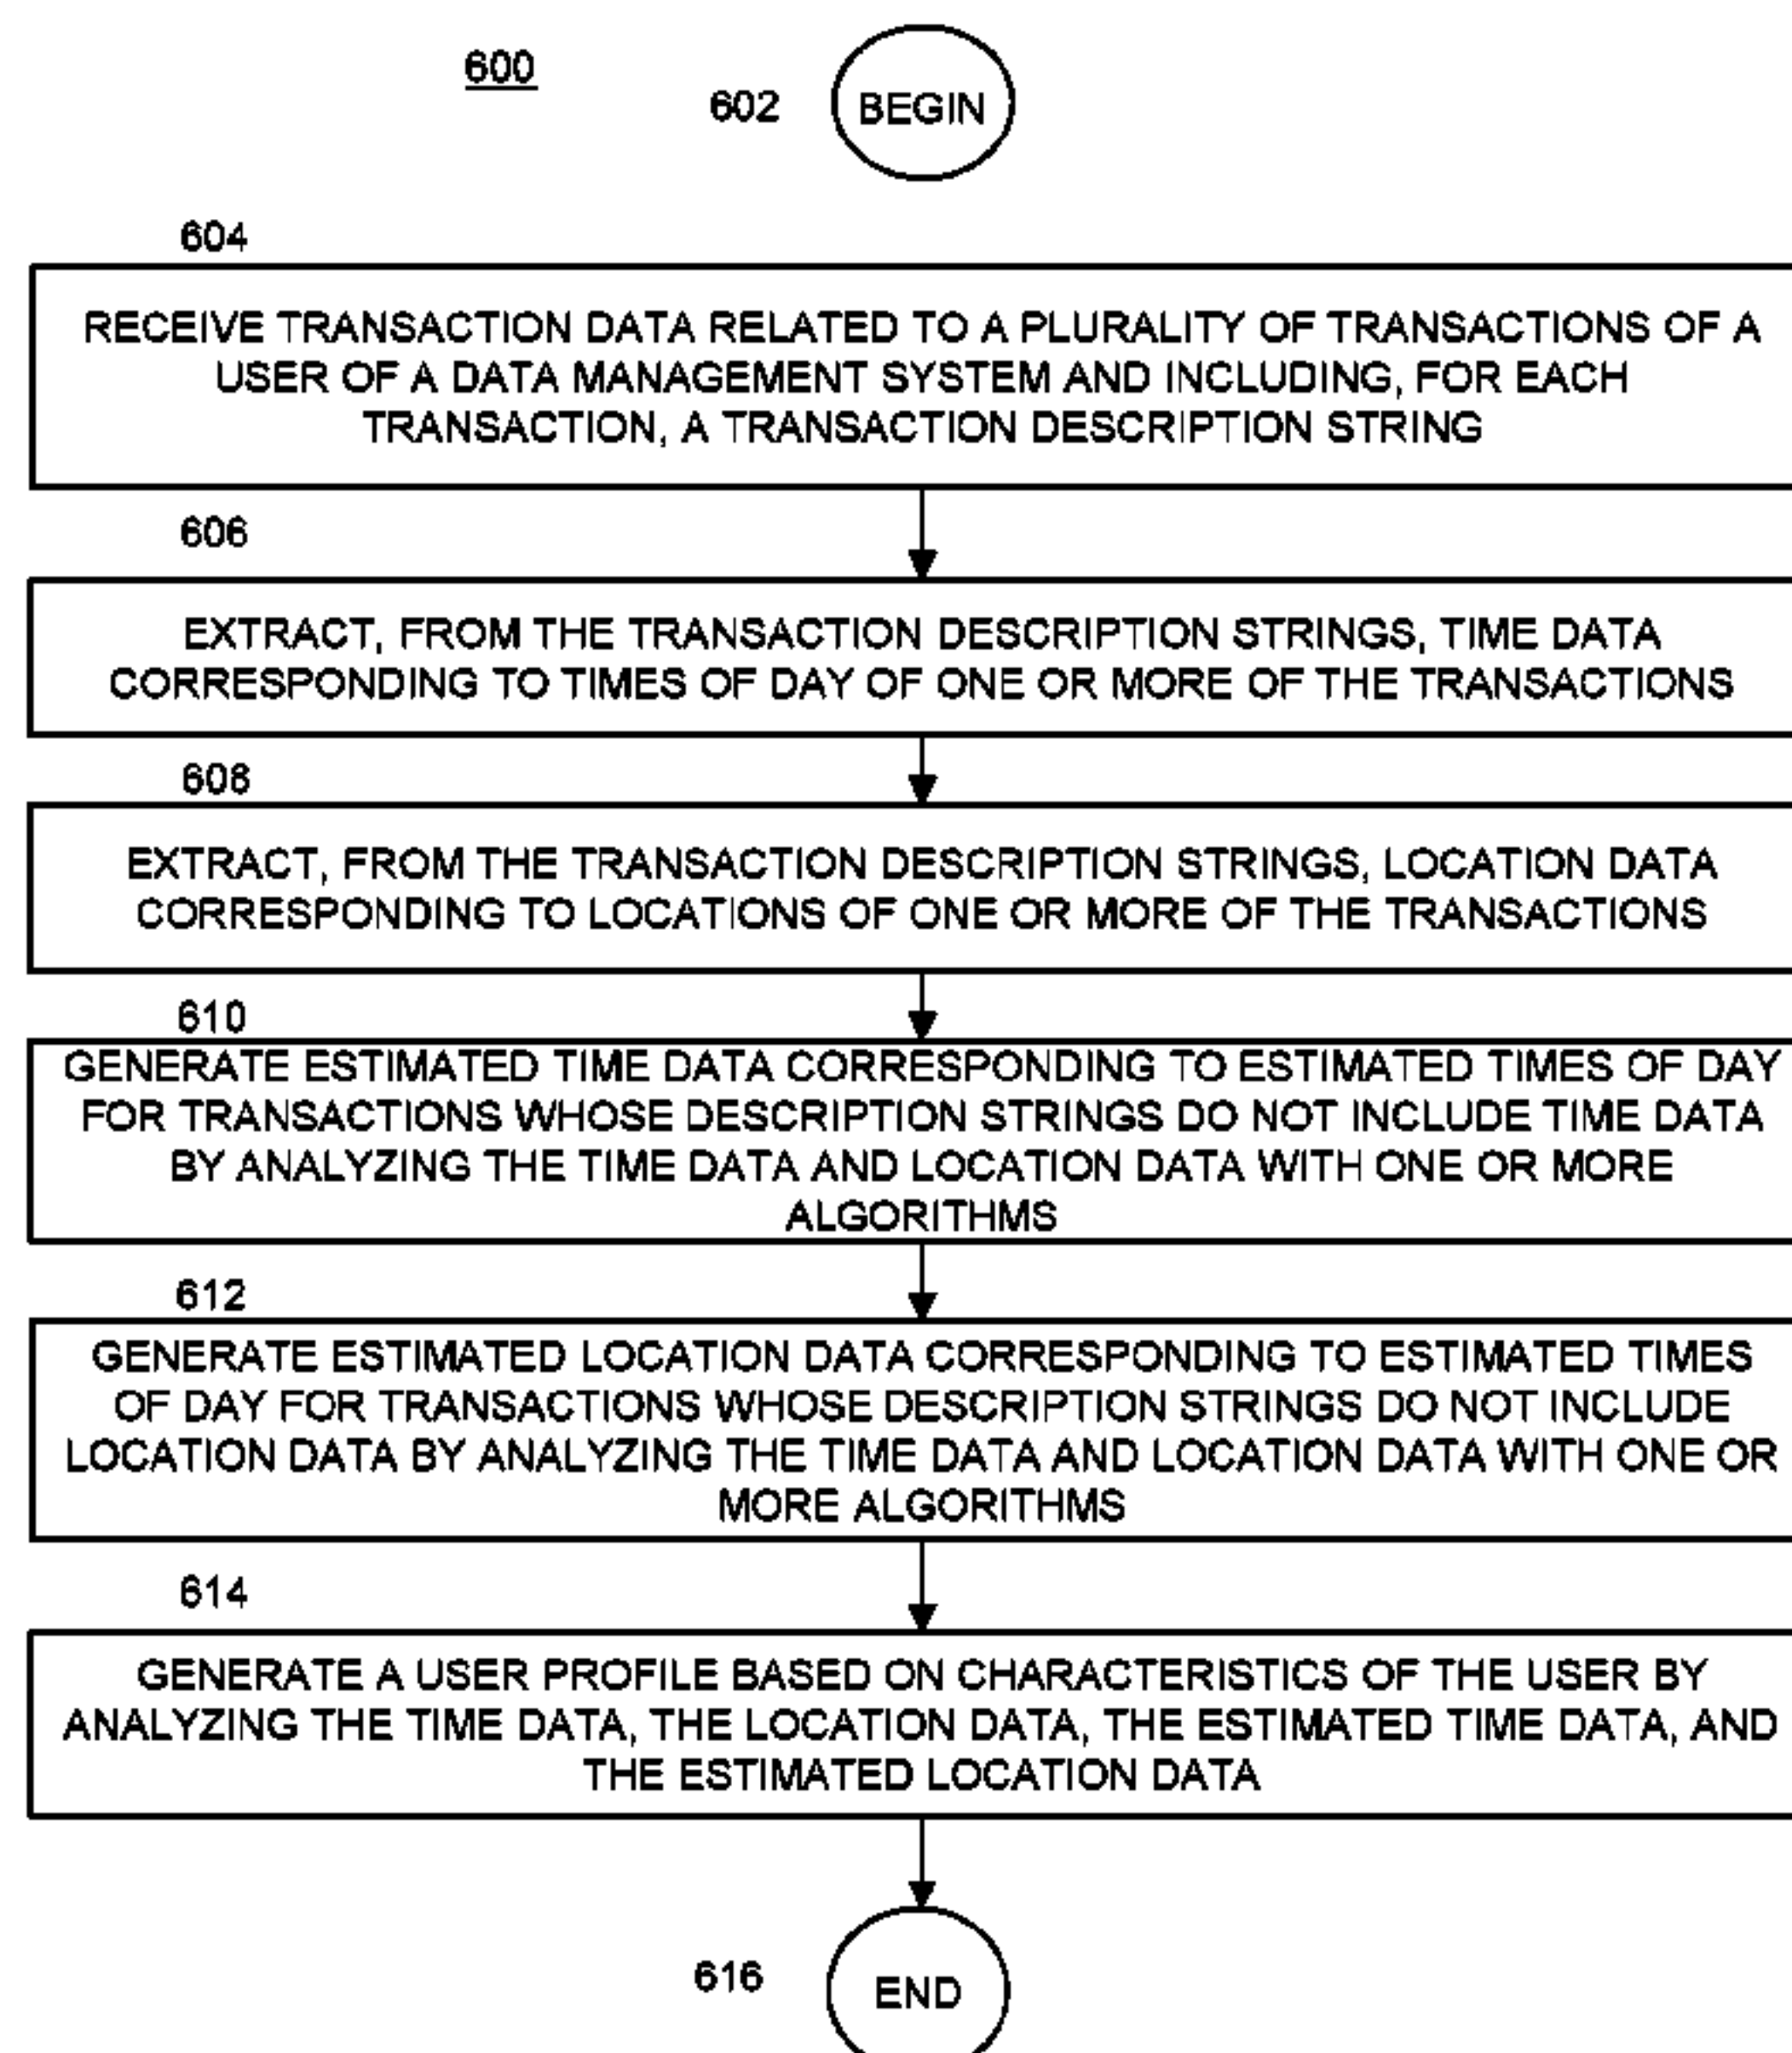 600
602
BEGIN
604
RECEIVE TRANSACTION DATA RELATED TO A PLURALITY OF TRANSACTIONS OF A
USER OF A DATA MANAGEMENT SYSTEM AND INCLUDING, FOR EACH
TRANSACTION, A TRANSACTION DESCRIPTION STRING
606
EXTRACT, FROM THE TRANSACTION DESCRIPTION STRINGS, TIME DATA
CORRESPONDING TO TIMES OF DAY OF ONE OR MORE OF THE TRANSACTIONS
608
EXTRACT, FROM THE TRANSACTION DESCRIPTION STRINGS, LOCATION DATA
CORRESPONDING TO LOCATIONS OF ONE OR MORE OF THE TRANSACTIONS
610
GENERATE ESTIMATED TIME DATA CORRESPONDING TO ESTIMATED TIMES OF DAY
FOR TRANSACTIONS WHOSE DESCRIPTION STRINGS DO NOT INCLUDE TIME DATA
BY ANALYZING THE TIME DATA AND LOCATION DATA WITH ONE OR MORE
ALGORITHMS
612
GENERATE ESTIMATED LOCATION DATA CORRESPONDING TO ESTIMATED TIMES
OF DAY FOR TRANSACTIONS WHOSE DESCRIPTION STRINGS DO NOT INCLUDE
LOCATION DATA BY ANALYZING THE TIME DATA AND LOCATION DATA WITH ONE OR
MORE ALGORITHMS
614
GENERATE A USER PROFILE BASED ON CHARACTERISTICS OF THE USER BY
ANALYZING THE TIME DATA, THE LOCATION DATA, THE ESTIMATED TIME DATA, AND
THE ESTIMATED LOCATION DATA
616
END